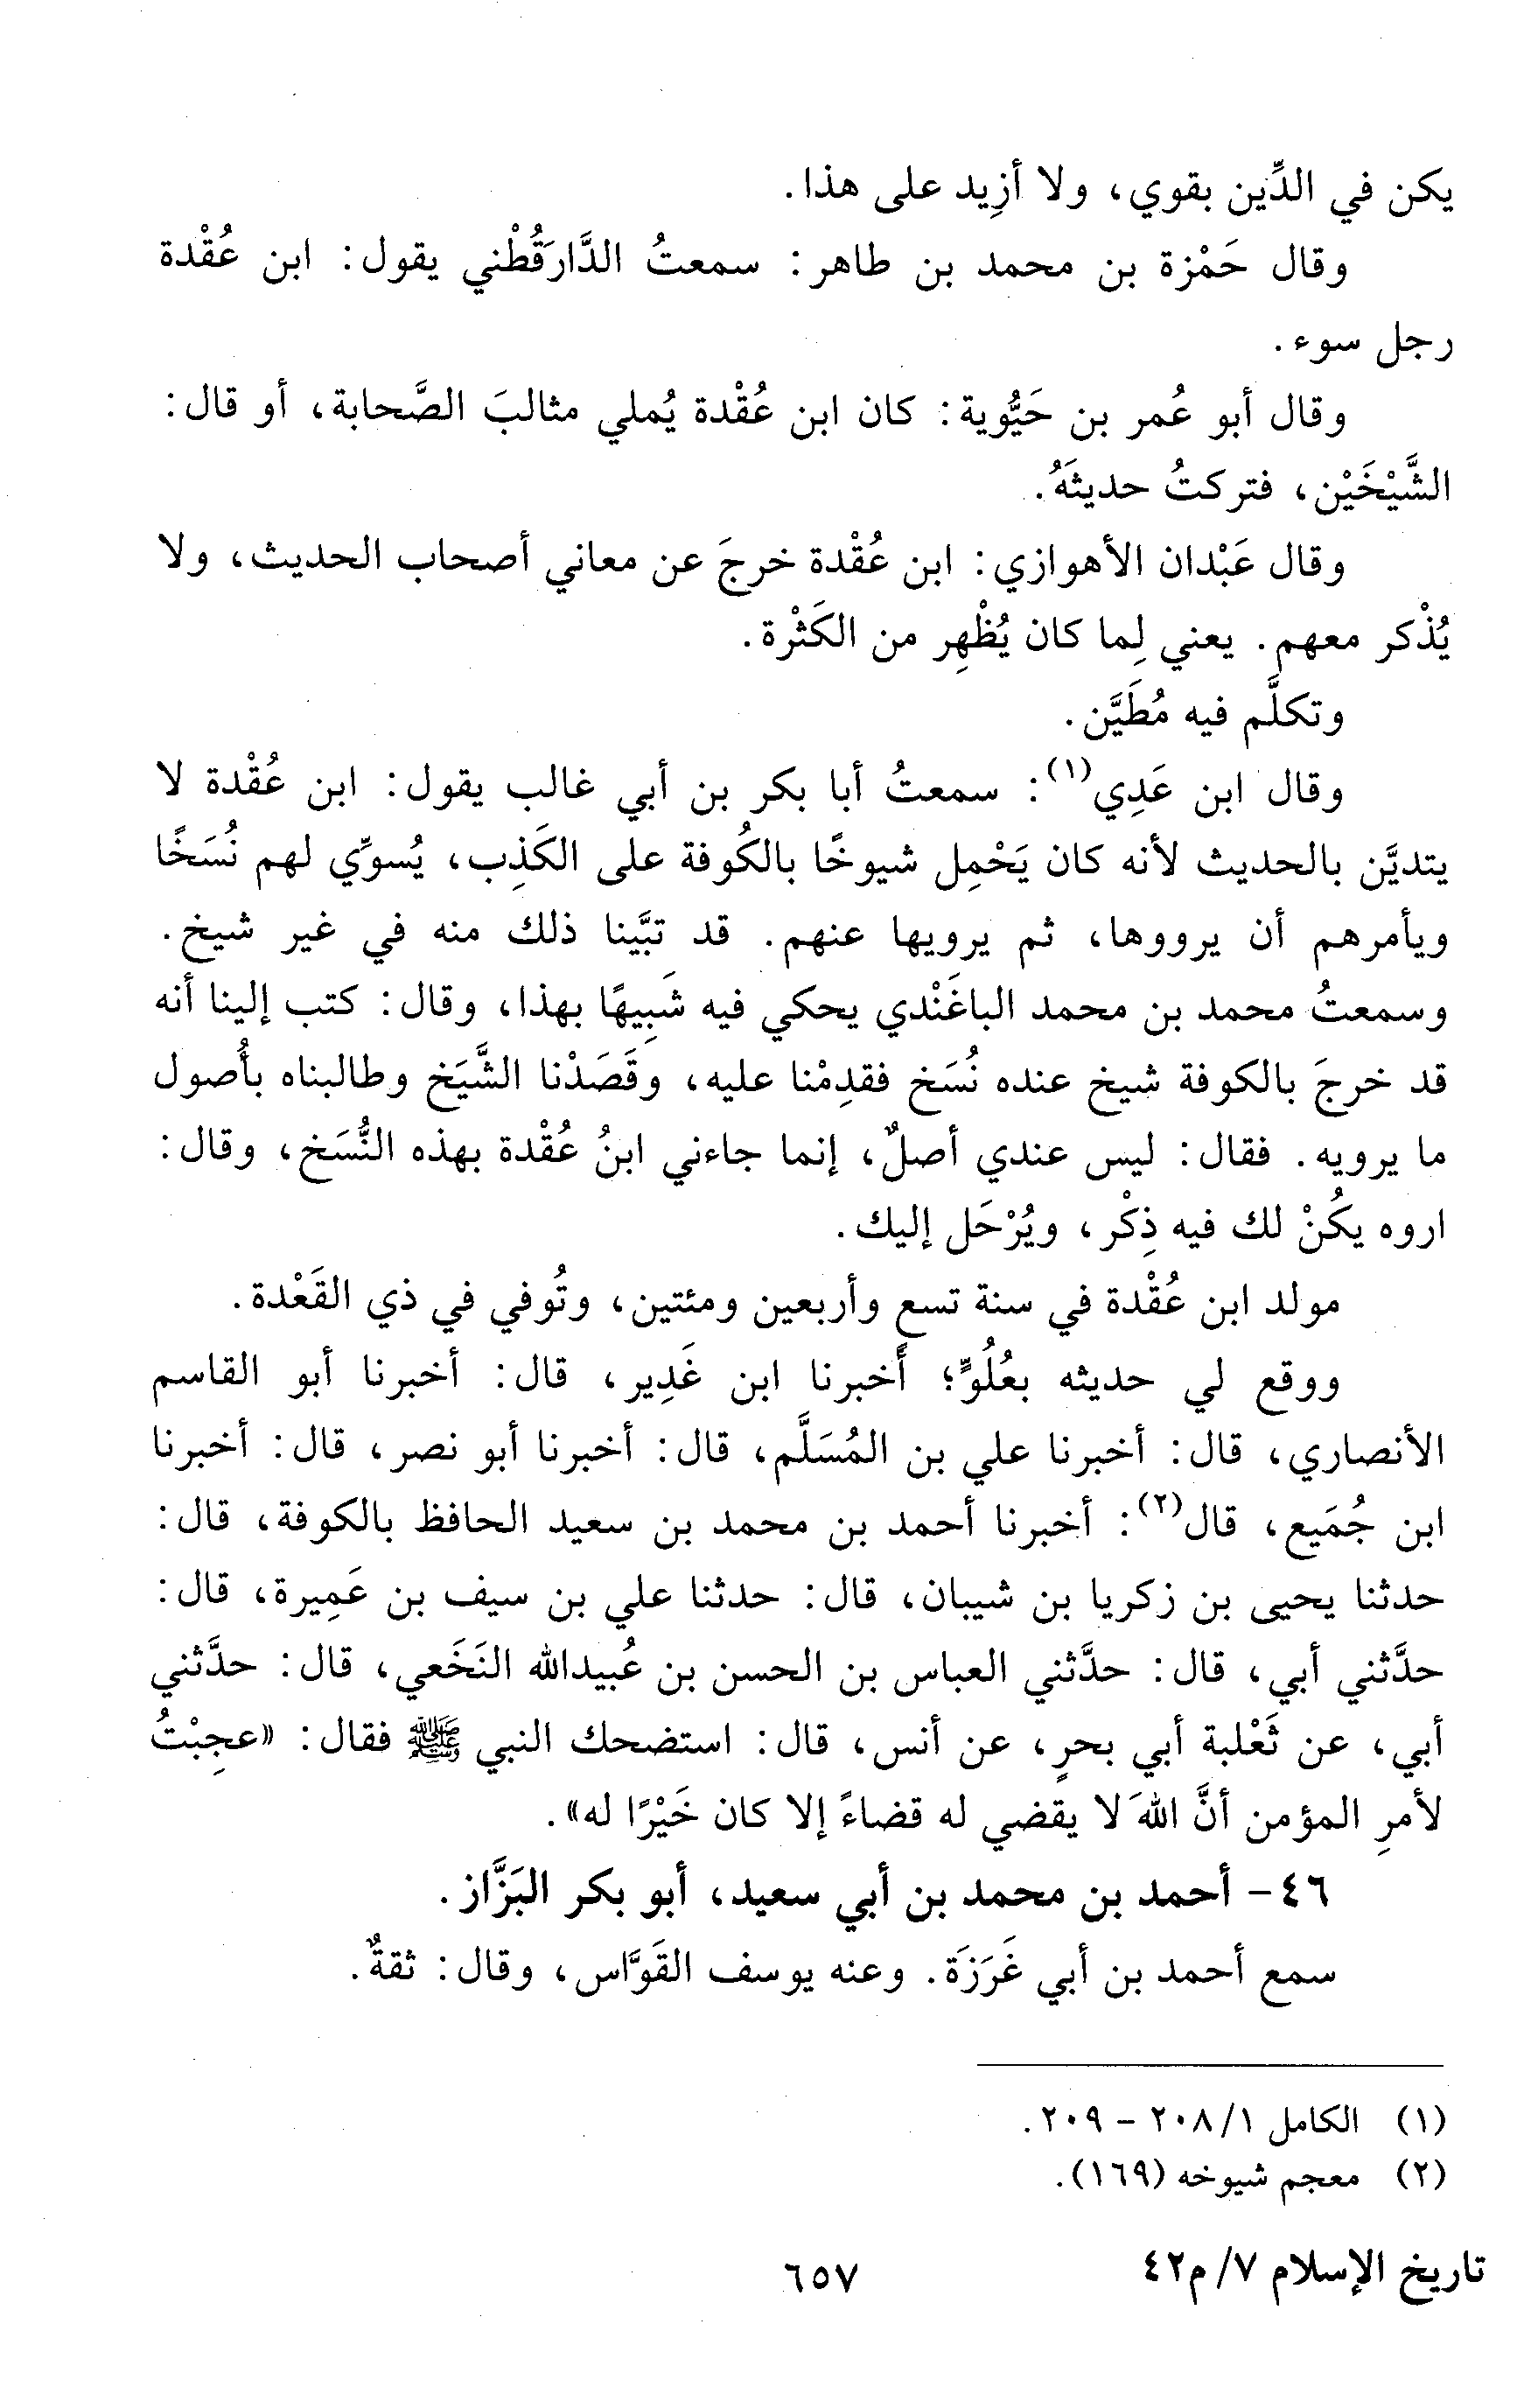 يكن في الدِّين بقوي، ولا أزِيد على هذا.
وقال حَمْزة بن محمد بن طاهر: سمعتُ الدَّارَقُطْني يقول: ابن عُقْدة
رجل سوء.
وقال أبو عُمر بن حَيُّوية: كان ابن عُقْدة يُملي مثالبَ الصَّحابة، أو قال:
الشَّيْخَيْن، فتركتُ حديثَهُ.
وقال عَبْدان الأهوازي: ابن عُقْدة خرجَ عن معاني أصحاب الحديث، ولا
يُذْكر معهم. يعني لِما كان يُظْهِر من الكَثْرة.
وتكلَّم فيه مُطَيَّن.
وقال ابن عَدِي(١): سمعتُ أبا بكر بن أبي غالب يقول: ابن عُقْدة لا
يتديَّن بالحديث لأنه كان يَحْمِل شيوخًا بالكُوفة على الكَذِب، يُسوِّي لهم نُسَخًا
ويأمرهم أن يرووها، ثم يرويها عنهم. قد تبَّينا ذلك منه في غير شيخ.
وسمعتُ محمد بن محمد الباغَنْدي يحكي فيه شَبِيهًا بهذا، وقال: كتب إلينا أنه
قد خرجَ بالكوفة شيخ عنده نُسَخ فقدِمْنا عليه، وقَصَدْنا الشَّيَخ وطالبناه بأُصول
ما يرويه. فقال: ليس عندي أصلٌ، إنما جاءني ابنُ عُقْدة بهذه النُّسَخ، وقال:
اروه يكُنْ لك فيه ذِكْر، ويُرْحَل إليك.
مولد ابن عُقْدة في سنة تسع وأربعين ومئتين، وتُوفي في ذي القَعْدة.
ووقع لي حديثه بعُلُوٍّ؛ أخبرنا ابن غَدِير، قال: أخبرنا أبو القاسم
الأنصاري، قال: أخبرنا علي بن المُسَلَّم، قال: أخبرنا أبو نصر، قال: أخبرنا
ابن جُمَيع، قال(٢): أخبرنا أحمد بن محمد بن سعيد الحافظ بالكوفة، قال:
حدثنا يحيى بن زكريا بن شيبان، قال: حدثنا علي بن سيف بن عَمِيرة، قال:
حدَّثني أبي، قال: حدَّثني العباس بن الحسن بن عُبيدالله النَخَعي، قال: حدَّثني
أبي، عن ثَعْلبة أبي بحرٍ، عن أنس، قال: استضحك النبي ﷺ فقال: «عجِبْتُ
لأمرِ المؤمن أنَّ اللهَ لا يقضي له قضاءً إلا كان خَيْرًا له».
٤٦- أحمد بن محمد بن أبي سعيد، أبو بكر البَزَّاز.
سمع أحمد بن أبي غَرَزَة. وعنه يوسف القَوَّاس، وقال: ثقةٌ.
(١) الكامل ١/ ٢٠٨ - ٢٠٩.
(٢) معجم شيوخه (١٦٩).
تاريخ الإسلام ٧/ م٤٢
٦٥٧